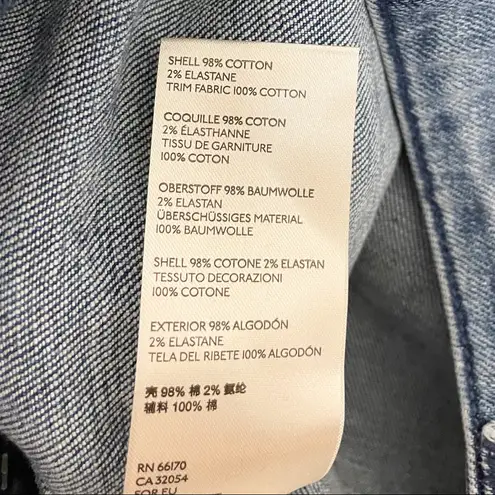 SHELL 98% COTTON
2% ELASTANE
TRIM FABRIC 100% COTTON
COQUILLE 98% COTON
2% ÉLASTHANNE
TISSU DE GARNITURE
100% COTON
OBERSTOFF 98% BAUMWOLLE
2% ELASTAN
ÜBERSCHÜSSIGES MATERIAL
100% BAUMWOLLE
SHELL 98% COTONE 2% ELASTAN
TESSUTO DECORAZIONI
100% COTONE
EXTERIOR 98% ALGODÓN
2% ELASTANE
TELA DEL RIBETE 100% ALGODÓN
壳 98% 棉 2% 氨纶
辅料 100% 棉
RN 66170
CA 32054
FOR EU